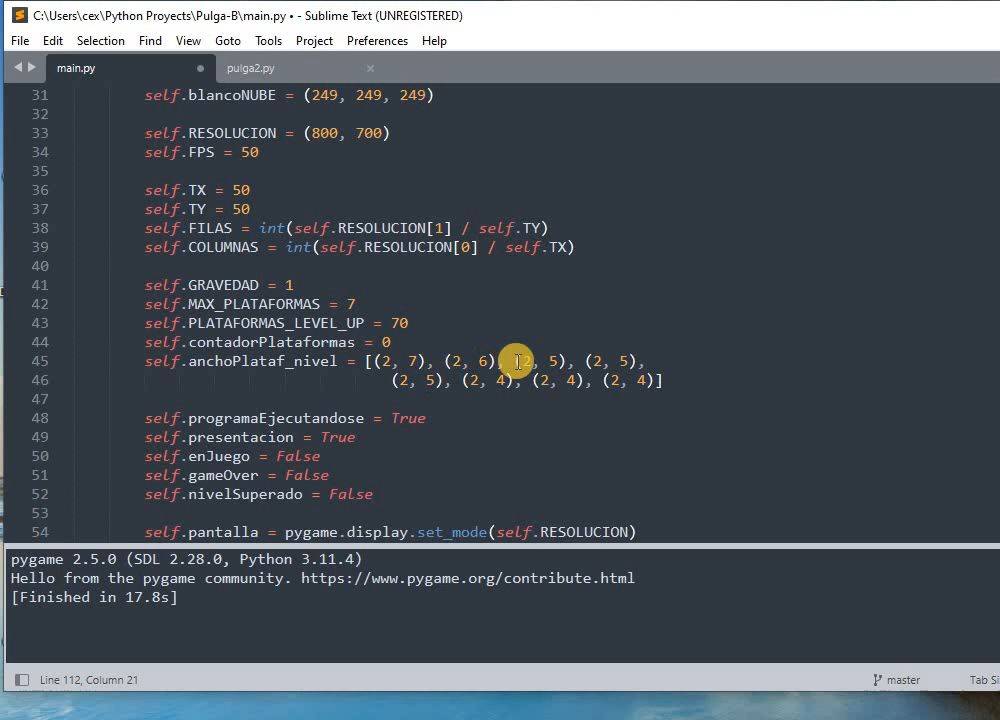 C:\Users\cex\Python Proyects\Pulga-B\main.py • - Sublime Text (UNREGISTERED)
File Edit Selection Find View Goto Tools Project Preferences Help
main.py pulga2.py
31 self.blancoNUBE = (249, 249, 249)
32
33 self.RESOLUCION = (800, 700)
34 self.FPS = 50
35
36 self.TX = 50
37 self.TY = 50
38 self.FILAS = int(self.RESOLUCION[1] / self.TY)
39 self.COLUMNAS = int(self.RESOLUCION[0] / self.TX)
40
41 self.GRAVEDAD = 1
42 self.MAX_PLATAFORMAS = 7
43 self.PLATAFORMAS_LEVEL_UP = 70
44 self.contadorPlataformas = 0
45 self.anchoPlataf_nivel = [(2, 7), (2, 6), (2, 5), (2, 5),
46 (2, 5), (2, 4), (2, 4), (2, 4)]
47
48 self.programaEjecutandose = True
49 self.presentacion = True
50 self.enJuego = False
51 self.gameOver = False
52 self.nivelSuperado = False
53
54 self.pantalla = pygame.display.set_mode(self.RESOLUCION)
pygame 2.5.0 (SDL 2.28.0, Python 3.11.4)
Hello from the pygame community. https://www.pygame.org/contribute.html
[Finished in 17.8s]
Line 112, Column 21 master Tab Si